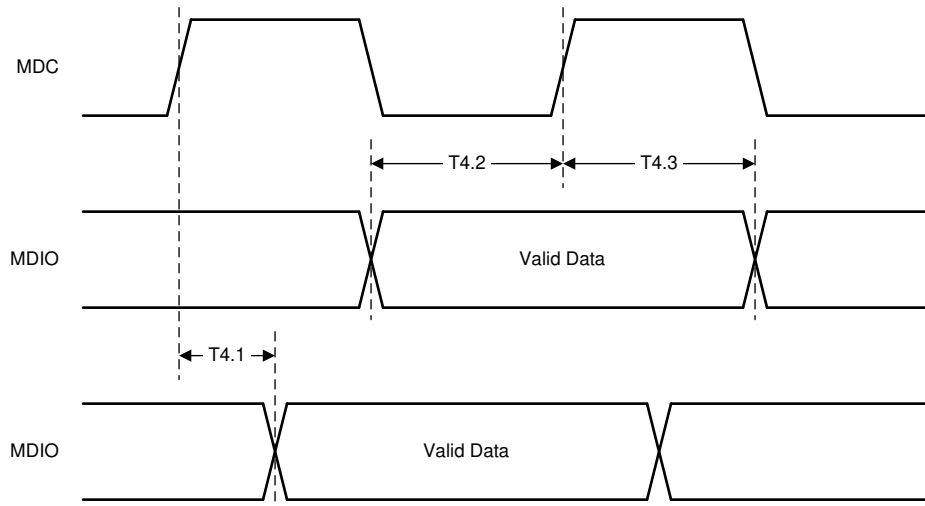 MDC
T4.2
T4.3
MDIO
Valid Data
T4.1
MDIO
Valid Data